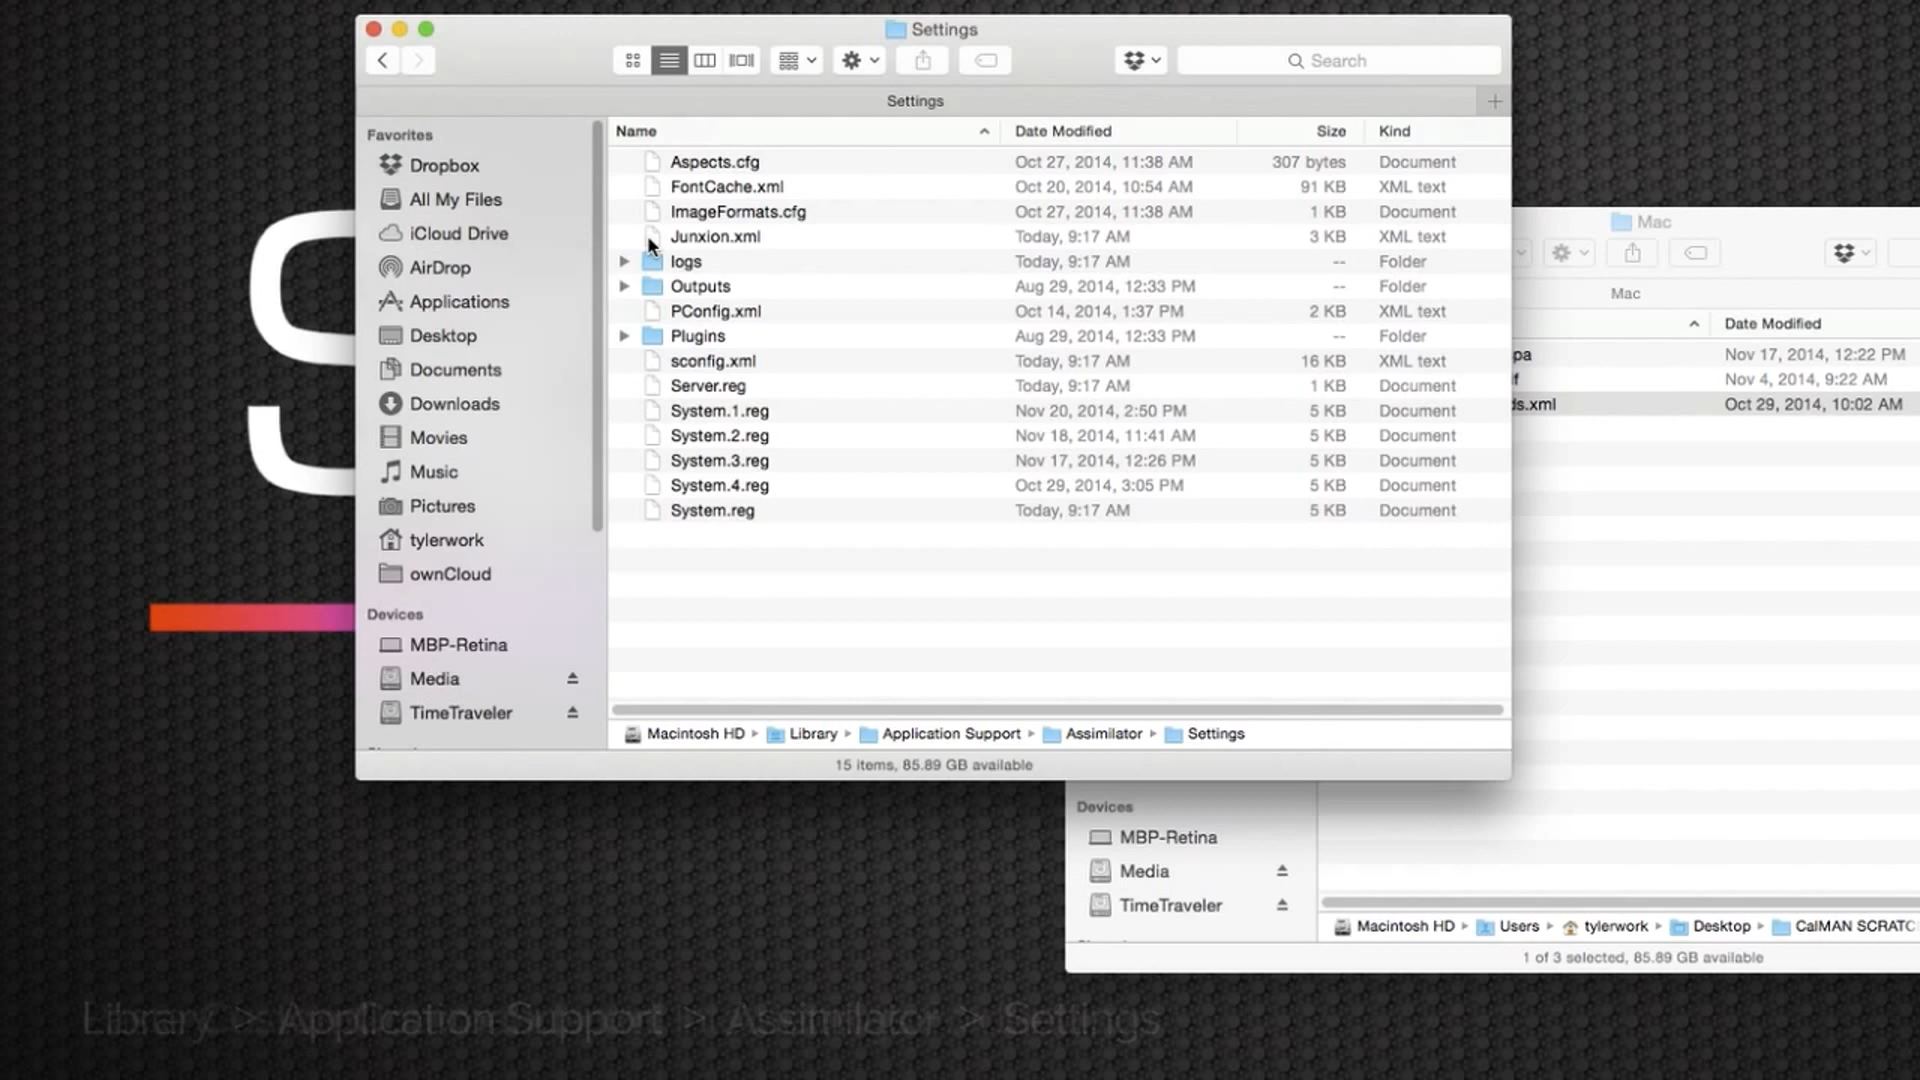 Settings
Search
Settings
Favorites
Dropbox
All My Files
iCloud Drive
AirDrop
Applications
Desktop
Documents
Downloads
Movies
Music
Pictures
tylerwork
ownCloud
Devices
MBP-Retina
Media
TimeTraveler
Name Date Modified Size Kind
Aspects.cfg Oct 27, 2014, 11:38 AM 307 bytes Document
FontCache.xml Oct 20, 2014, 10:54 AM 91 KB XML text
ImageFormats.cfg Oct 27, 2014, 11:38 AM 1 KB Document
Junxion.xml Today, 9:17 AM 3 KB XML text
logs Today, 9:17 AM -- Folder
Outputs Aug 29, 2014, 12:33 PM -- Folder
PConfig.xml Oct 14, 2014, 1:37 PM 2 KB XML text
Plugins Aug 29, 2014, 12:33 PM -- Folder
sconfig.xml Today, 9:17 AM 16 KB XML text
Server.reg Today, 9:17 AM 1 KB Document
System.1.reg Nov 20, 2014, 2:50 PM 5 KB Document
System.2.reg Nov 18, 2014, 11:41 AM 5 KB Document
System.3.reg Nov 17, 2014, 12:26 PM 5 KB Document
System.4.reg Oct 29, 2014, 3:05 PM 5 KB Document
System.reg Today, 9:17 AM 5 KB Document
Macintosh HD Library Application Support Assimilator Settings
15 items, 85.89 GB available
Mac
Mac
Date Modified
pa Nov 17, 2014, 12:22 PM
f Nov 4, 2014, 9:22 AM
ds.xml Oct 29, 2014, 10:02 AM
Devices
MBP-Retina
Media
TimeTraveler
Macintosh HD Users tylerwork Desktop CalMAN SCRATC
1 of 3 selected, 85.89 GB available
S
Library > Application Support > Assimilator > Settings